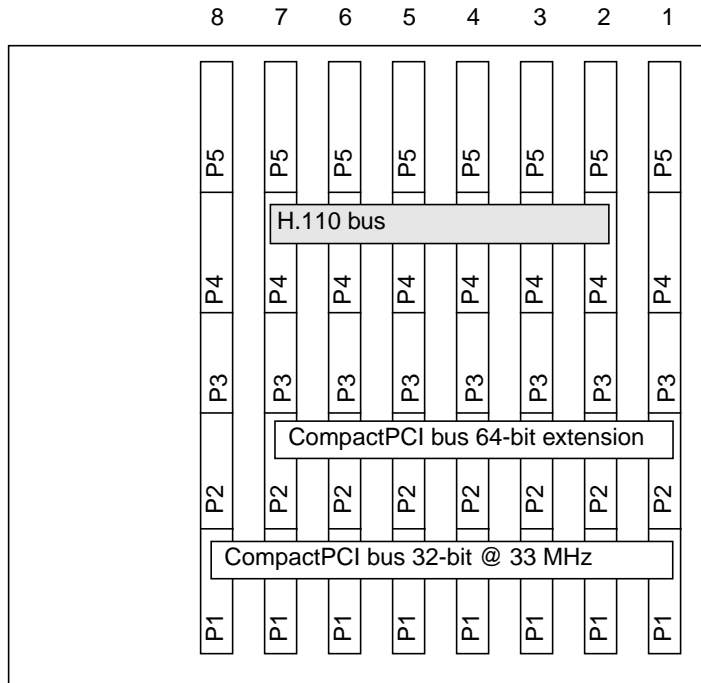 8 7 6 5 4 3 2 1
P5 P5 P5 P5 P5 P5 P5 P5
H.110 bus
P4 P4 P4 P4 P4 P4 P4 P4
P3 P3 P3 P3 P3 P3 P3 P3
CompactPCI bus 64-bit extension
P2 P2 P2 P2 P2 P2 P2 P2
CompactPCI bus 32-bit @ 33 MHz
P1 P1 P1 P1 P1 P1 P1 P1